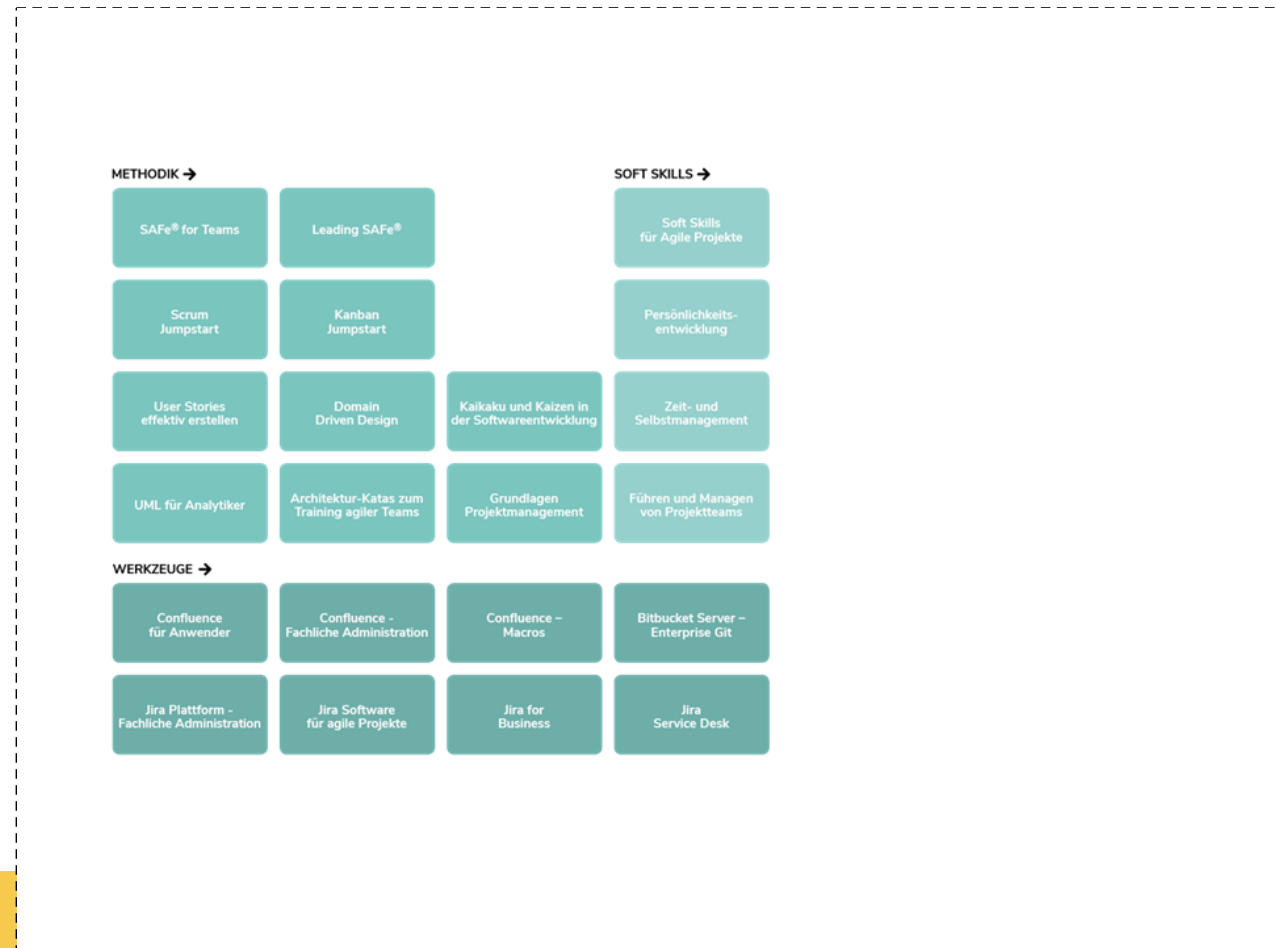 METHODIK →
SAFe® for Teams
Leading SAFe®
Scrum
Jumpstart
Kanban
Jumpstart
User Stories
effektiv erstellen
Domain
Driven Design
Kaikaku und Kaizen in
der Softwareentwicklung
UML für Analytiker
Architektur-Katas zum
Training agiler Teams
Grundlagen
Projektmanagement
SOFT SKILLS →
Soft Skills
für Agile Projekte
Persönlichkeits-
entwicklung
Zeit- und
Selbstmanagement
Führen und Managen
von Projektteams
WERKZEUGE →
Confluence
für Anwender
Confluence -
Fachliche Administration
Confluence –
Macros
Bitbucket Server –
Enterprise Git
Jira Plattform -
Fachliche Administration
Jira Software
für agile Projekte
Jira for
Business
Jira
Service Desk